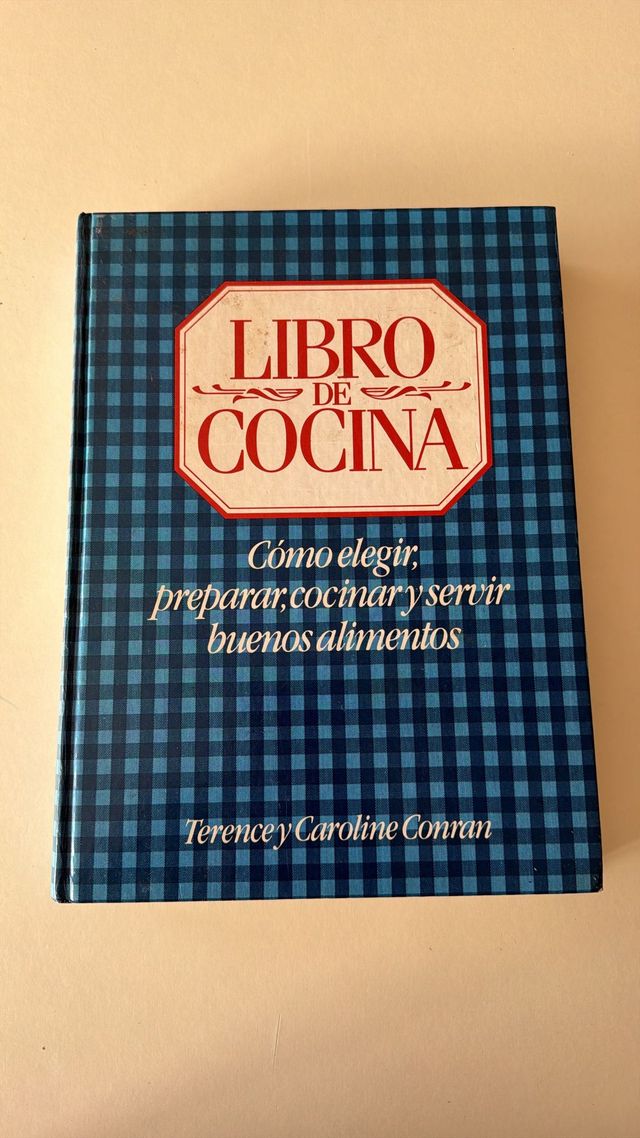 LIBRO
DE
COCINA
Cómo elegir,
preparar, cocinar y servir
buenos alimentos
Terence y Caroline Conran